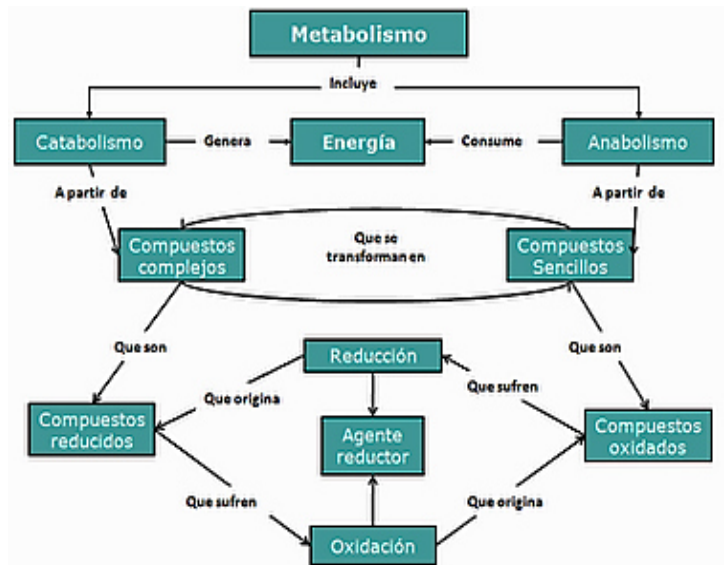 Metabolismo
Incluye
Catabolismo
Genera
Energía
Consume
Anabolismo
A partir de
A partir de
Compuestos
complejos
Que se
transforman en
Compuestos
Sencillos
Que son
Que son
Reducción
Que origina
Que sufren
Compuestos
reducidos
Agente
reductor
Compuestos
oxidados
Que sufren
Que origina
Oxidación